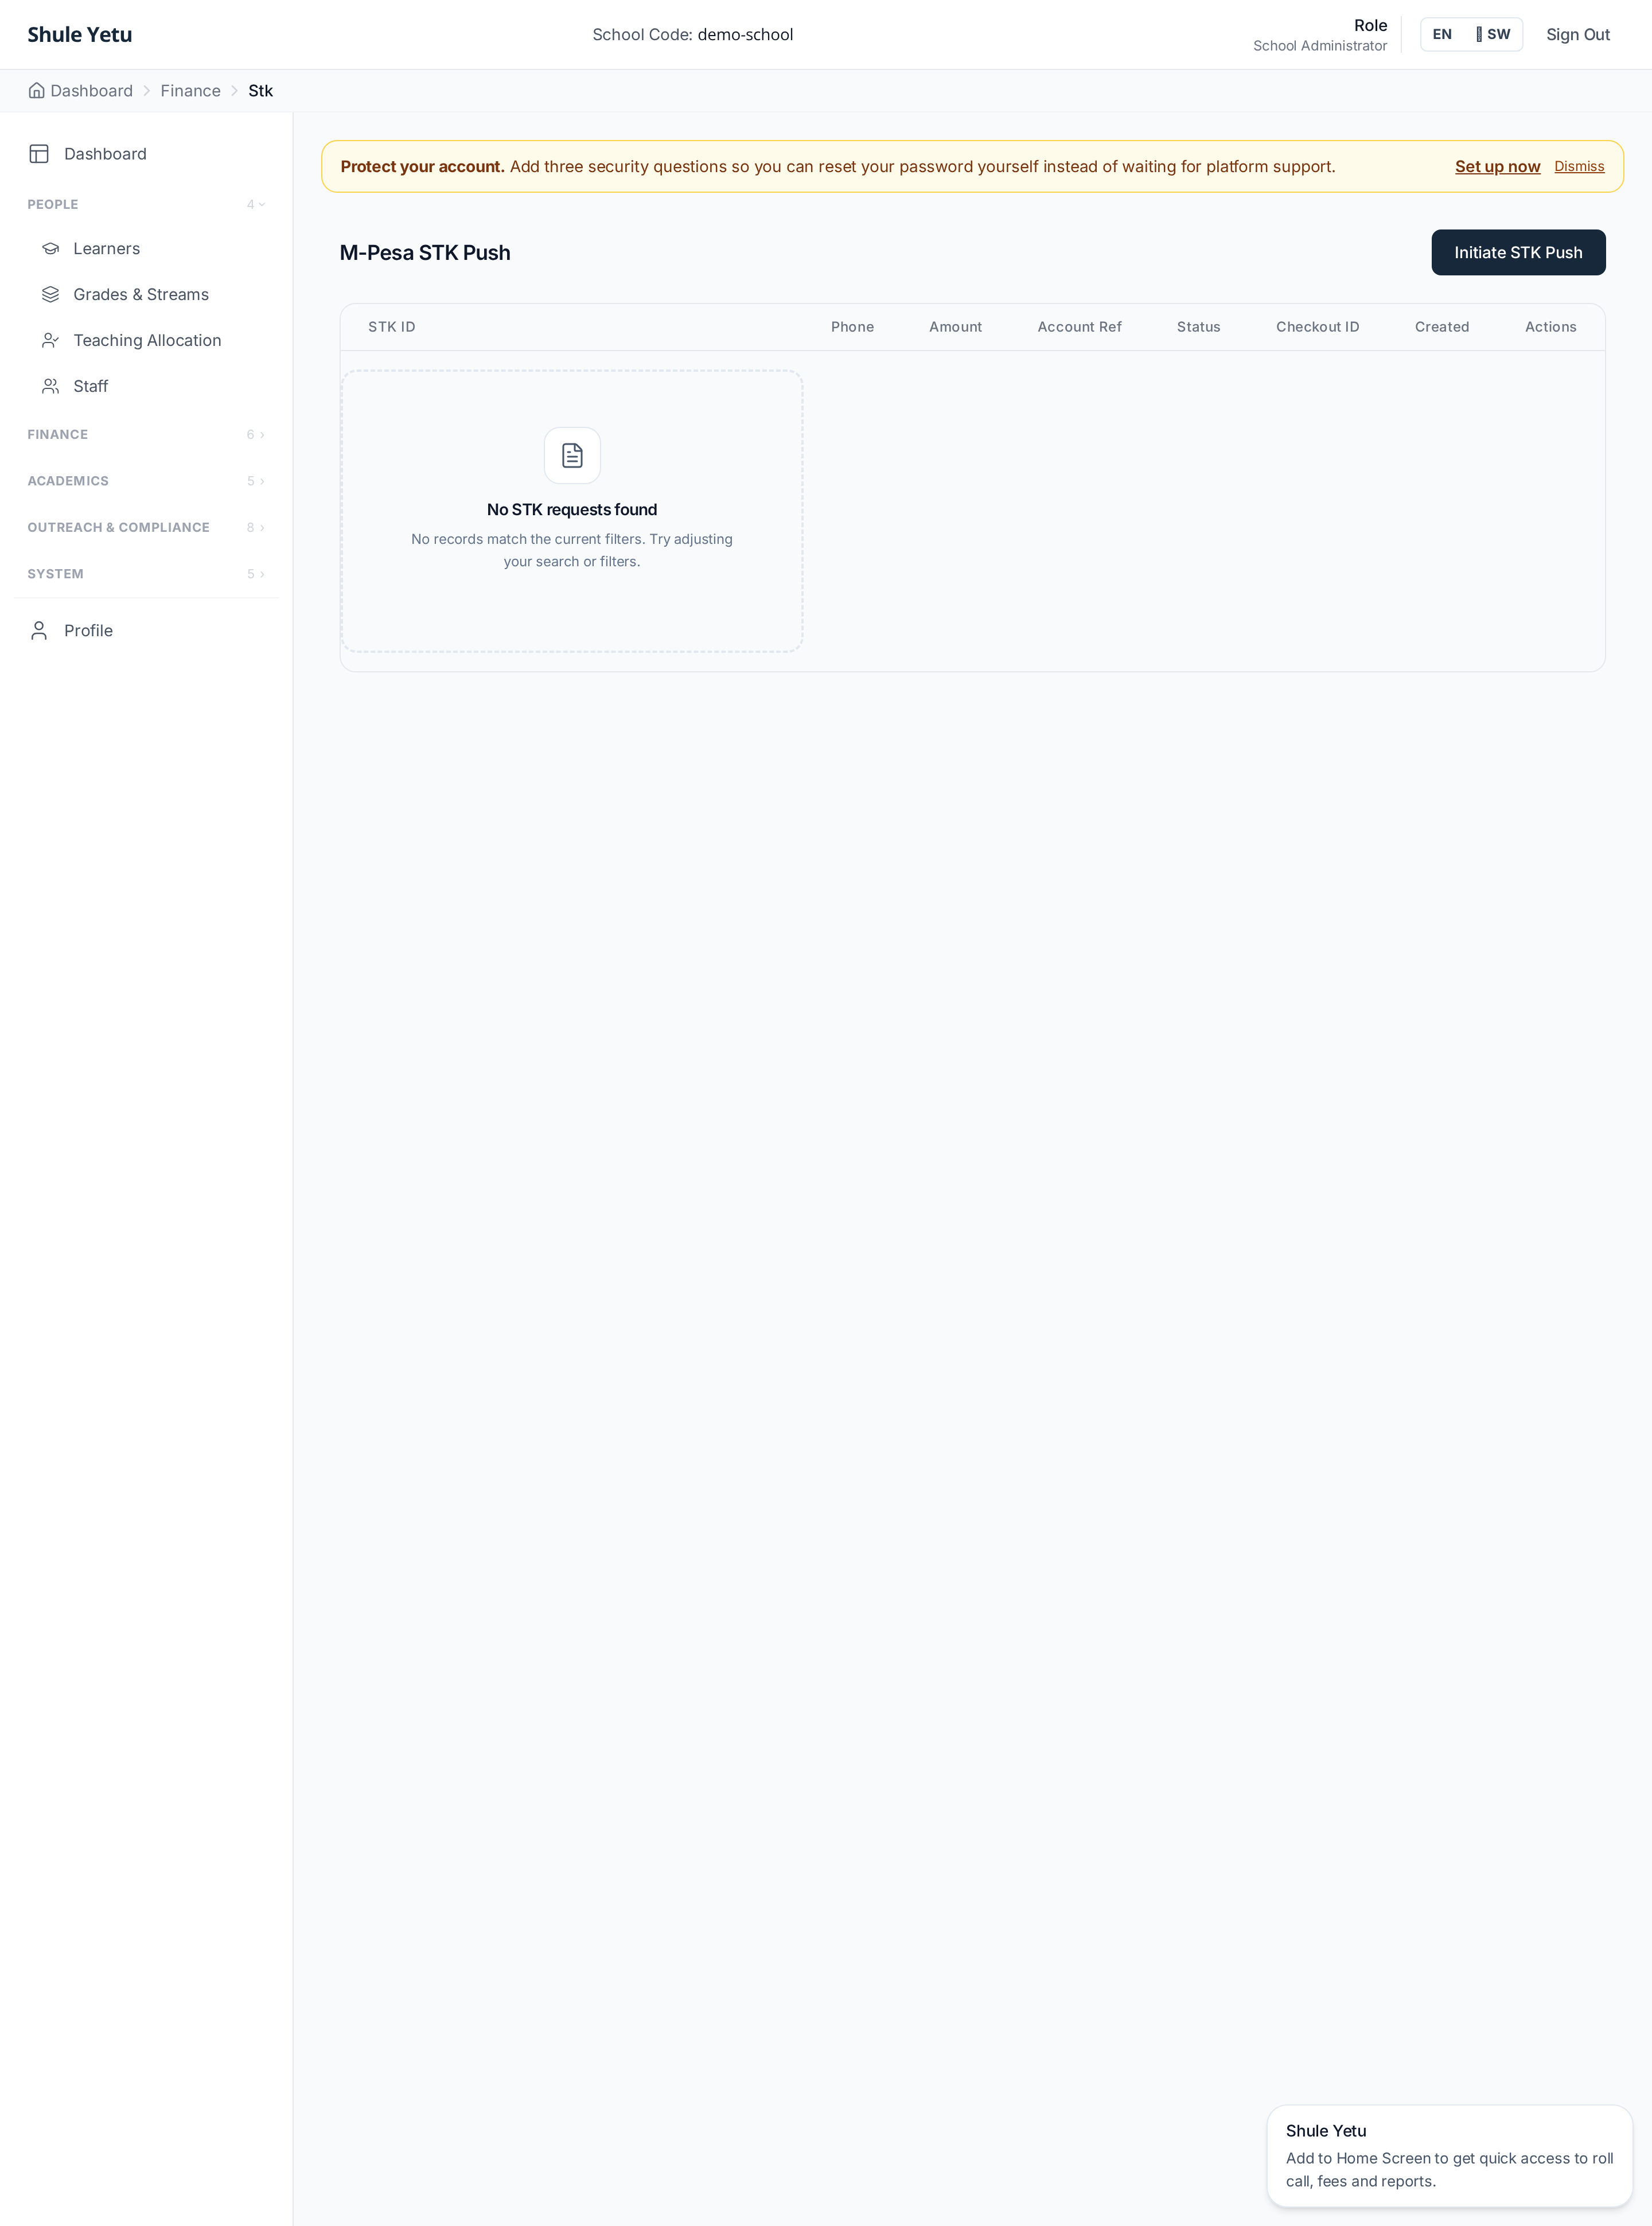 Shule Yetu
School Code: demo-school
Role
School Administrator
EN
SW
Sign Out
Dashboard
Finance
Stk
Dashboard
PEOPLE
4
Learners
Grades & Streams
Teaching Allocation
Staff
FINANCE
6
ACADEMICS
5
OUTREACH & COMPLIANCE
8
SYSTEM
5
Profile
Protect your account. Add three security questions so you can reset your password yourself instead of waiting for platform support.
Set up now
Dismiss
M-Pesa STK Push
Initiate STK Push
STK ID
Phone
Amount
Account Ref
Status
Checkout ID
Created
Actions
No STK requests found
No records match the current filters. Try adjusting
your search or filters.
Shule Yetu
Add to Home Screen to get quick access to roll
call, fees and reports.